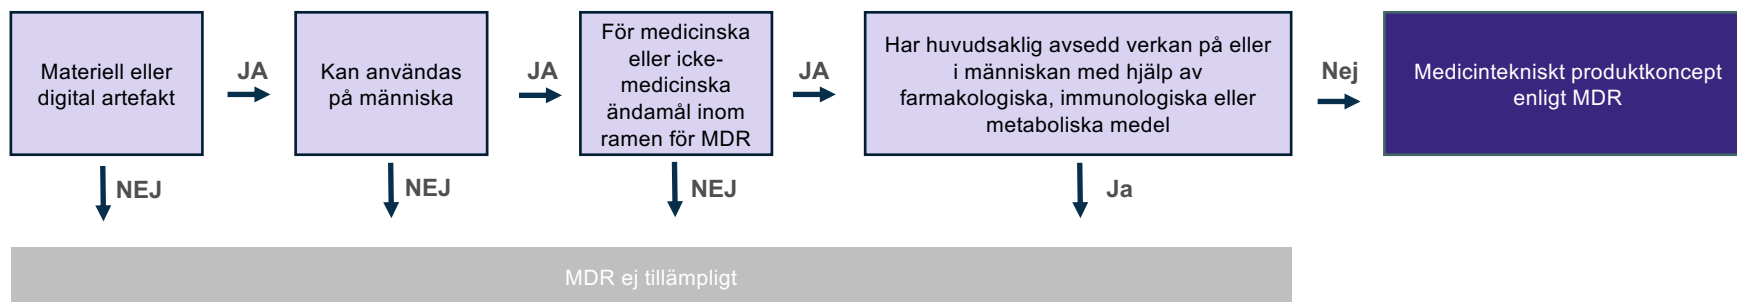 Materiell eller
digital artefakt
JA
NEJ
Kan användas
på människa
JA
NEJ
För medicinska
eller icke-
medicinska
ändamål inom
ramen för MDR
JA
NEJ
Har huvudsaklig avsedd verkan på eller
i människan med hjälp av
farmakologiska, immunologiska eller
metaboliska medel
Nej
Ja
Medicintekniskt produktkoncept
enligt MDR
MDR ej tillämpligt